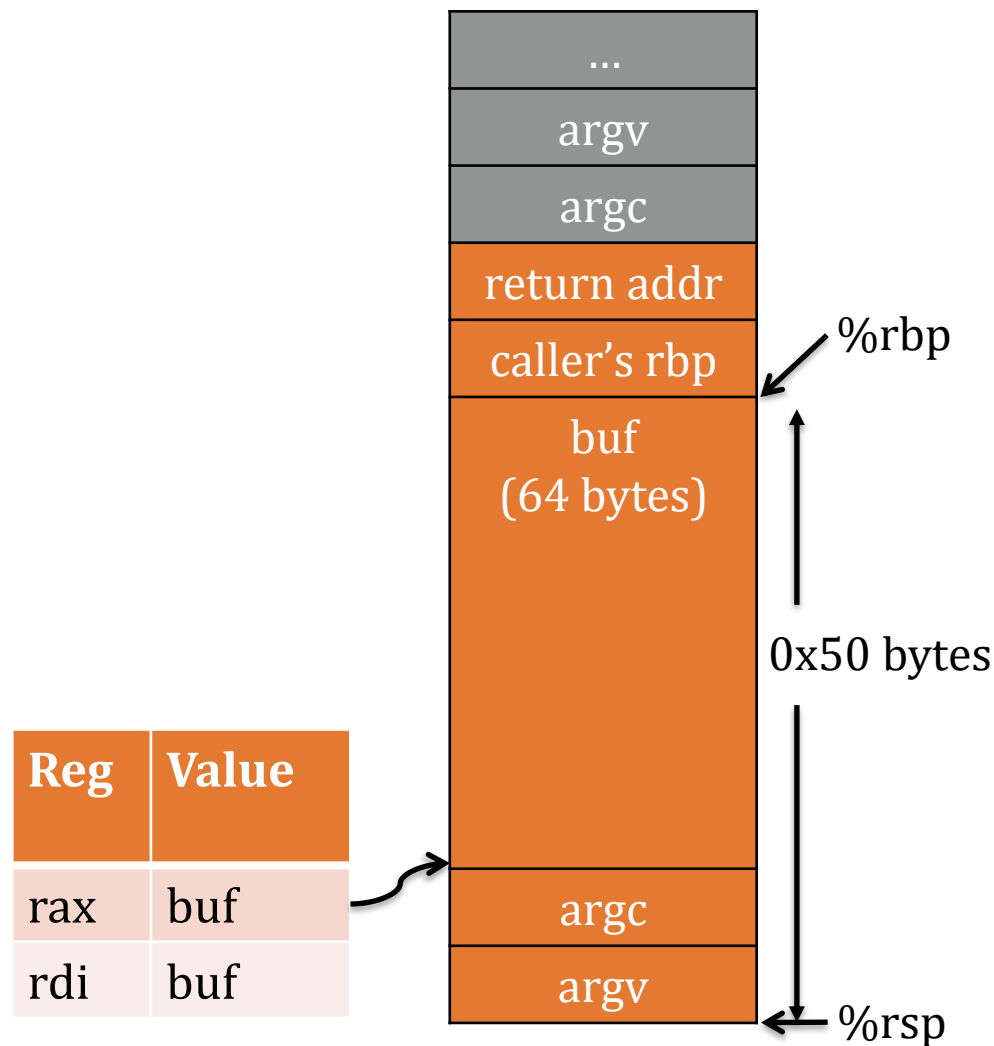 ...
argv
argc
return addr
caller’s rbp
%rbp
buf
(64 bytes)
0x50 bytes
Reg Value
rax buf
rdi buf
argc
argv
%rsp